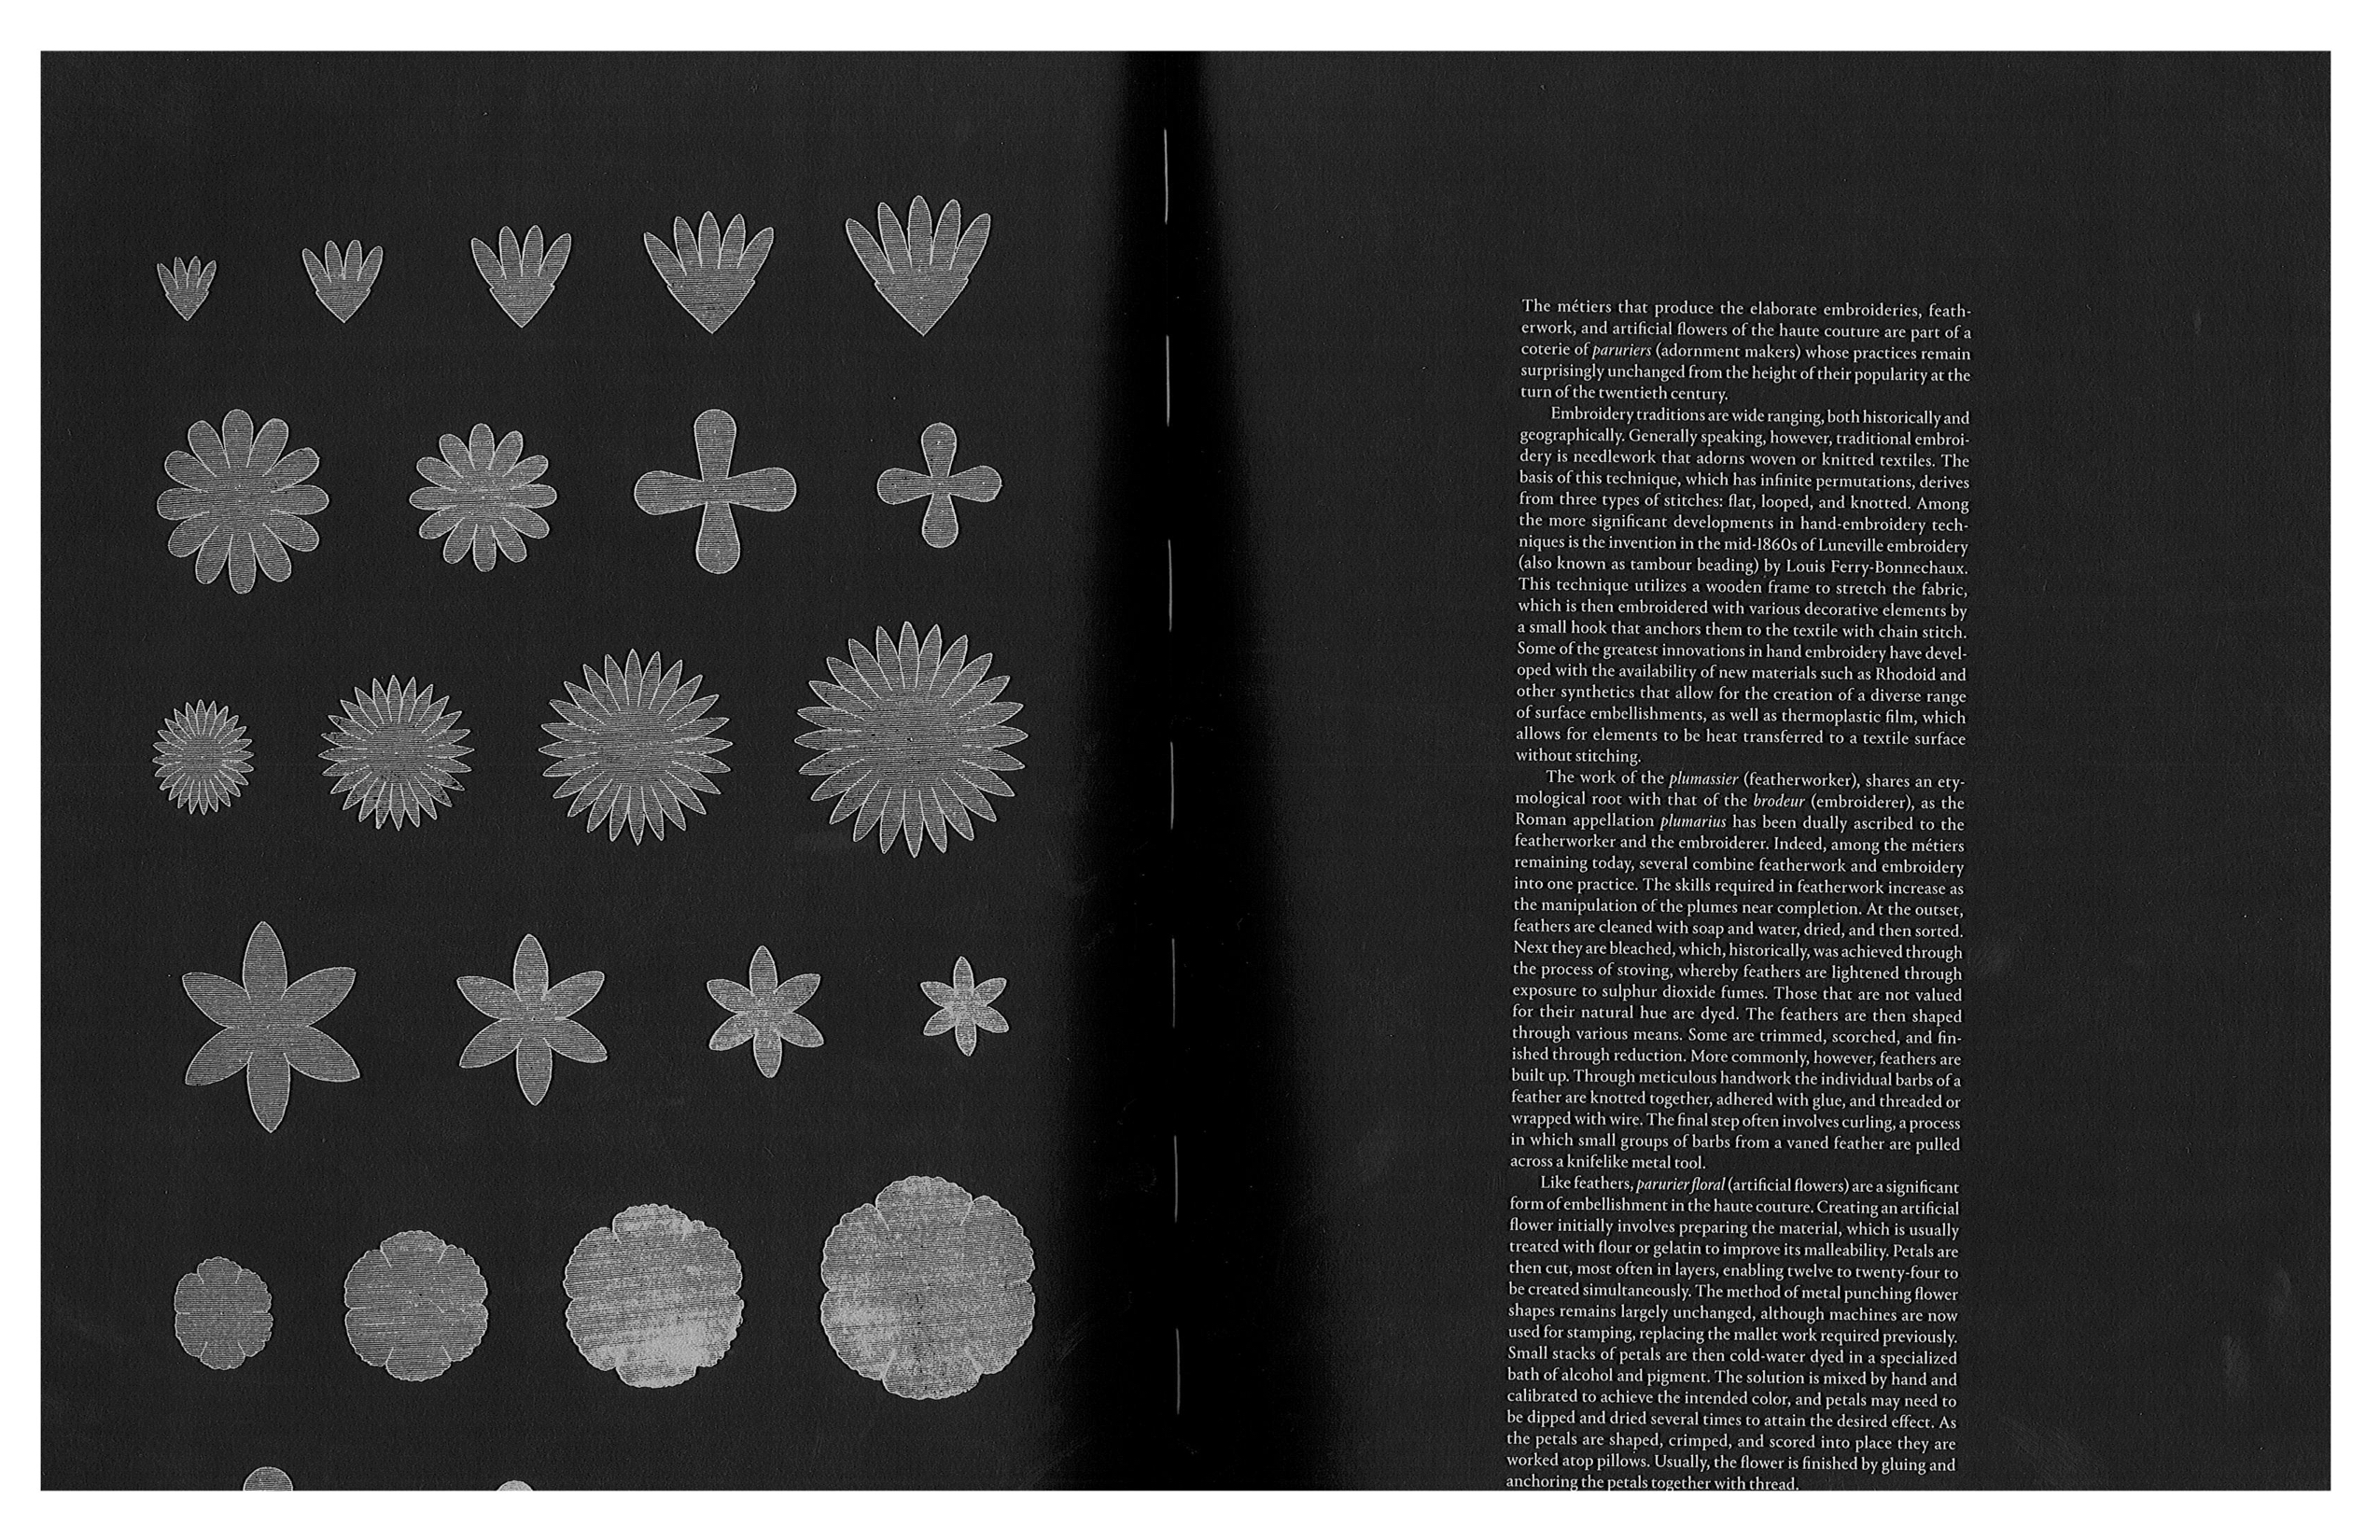 The métiers that produce the elaborate embroideries, feath-
erwork, and artificial flowers of the haute couture are part of a
coterie of paruriers (adornment makers) whose practices remain
surprisingly unchanged from the height of their popularity at the
turn of the twentieth century.
Embroidery traditions are wide ranging, both historically and
geographically. Generally speaking, however, traditional embroi-
dery is needlework that adorns woven or knitted textiles. The
basis of this technique, which has infinite permutations, derives
from three types of stitches: flat, looped, and knotted. Among
the more significant developments in hand-embroidery tech-
niques is the invention in the mid-1860s of Luneville embroidery
(also known as tambour beading) by Louis Ferry-Bonnechaux.
This technique utilizes a wooden frame to stretch the fabric,
which is then embroidered with various decorative elements by
a small hook that anchors them to the textile with chain stitch.
Some of the greatest innovations in hand embroidery have devel-
oped with the availability of new materials such as Rhodoid and
other synthetics that allow for the creation of a diverse range
of surface embellishments, as well as thermoplastic film, which
allows for elements to be heat transferred to a textile surface
without stitching.
The work of the plumassier (featherworker), shares an ety-
mological root with that of the brodeur (embroiderer), as the
Roman appellation plumarius has been dually ascribed to the
featherworker and the embroiderer. Indeed, among the métiers
remaining today, several combine featherwork and embroidery
into one practice. The skills required in featherwork increase as
the manipulation of the plumes near completion. At the outset,
feathers are cleaned with soap and water, dried, and then sorted.
Next they are bleached, which, historically, was achieved through
the process of stoving, whereby feathers are lightened through
exposure to sulphur dioxide fumes. Those that are not valued
for their natural hue are dyed. The feathers are then shaped
through various means. Some are trimmed, scorched, and fin-
ished through reduction. More commonly, however, feathers are
built up. Through meticulous handwork the individual barbs of a
feather are knotted together, adhered with glue, and threaded or
wrapped with wire. The final step often involves curling, a process
in which small groups of barbs from a vaned feather are pulled
across a knifelike metal tool.
Like feathers, parurier floral (artificial flowers) are a significant
form of embellishment in the haute couture. Creating an artificial
flower initially involves preparing the material, which is usually
treated with flour or gelatin to improve its malleability. Petals are
then cut, most often in layers, enabling twelve to twenty-four to
be created simultaneously. The method of metal punching flower
shapes remains largely unchanged, although machines are now
used for stamping, replacing the mallet work required previously.
Small stacks of petals are then cold-water dyed in a specialized
bath of alcohol and pigment. The solution is mixed by hand and
calibrated to achieve the intended color, and petals may need to
be dipped and dried several times to attain the desired effect. As
the petals are shaped, crimped, and scored into place they are
worked atop pillows. Usually, the flower is finished by gluing and
anchoring the petals together with thread.